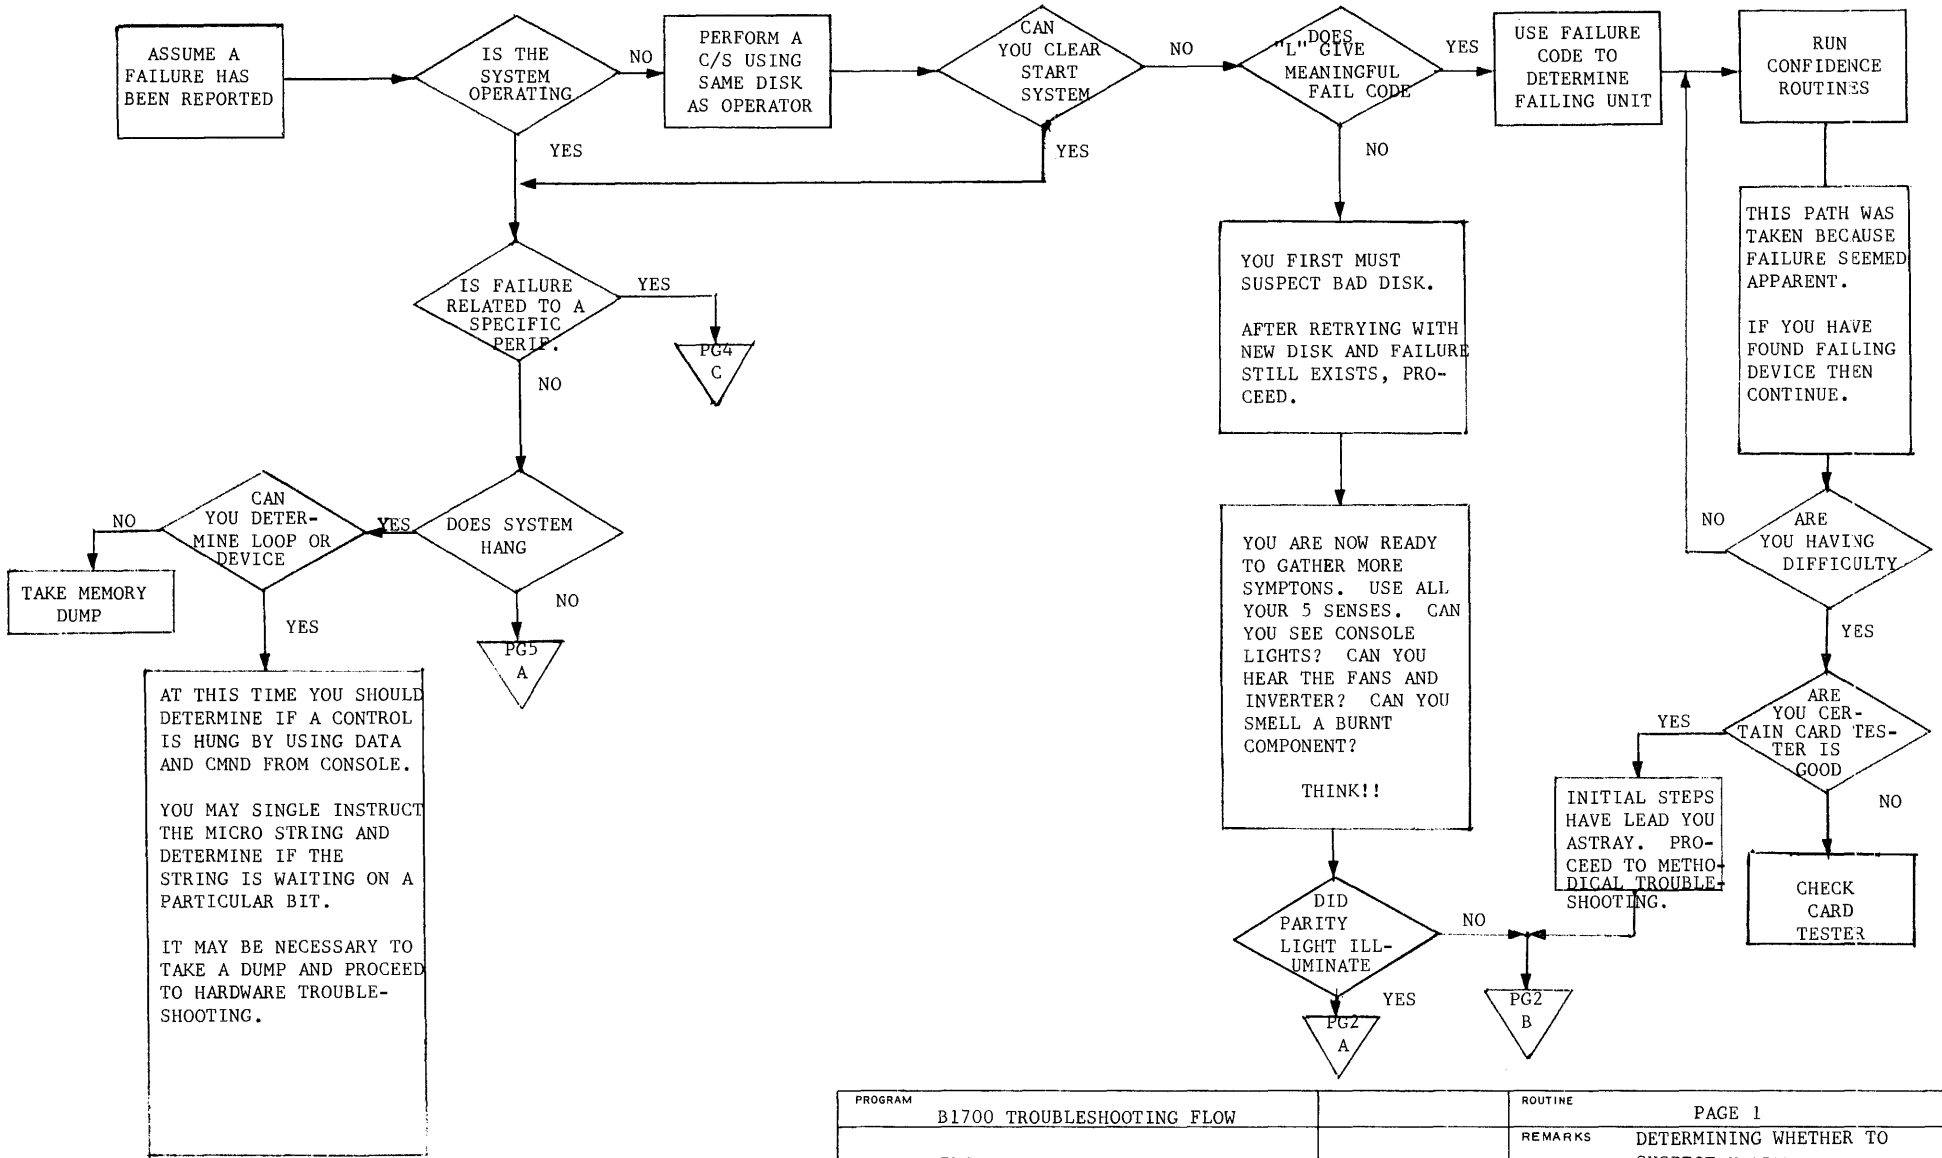 ASSUME A
FAILURE HAS
BEEN REPORTED
IS THE
SYSTEM
OPERATING
NO
YES
PERFORM A
C/S USING
SAME DISK
AS OPERATOR
CAN
YOU CLEAR
START
SYSTEM
NO
YES
DOES
"L" GIVE
MEANINGFUL
FAIL CODE
YES
NO
USE FAILURE
CODE TO
DETERMINE
FAILING UNIT
RUN
CONFIDENCE
ROUTINES
THIS PATH WAS
TAKEN BECAUSE
FAILURE SEEMED
APPARENT.
IF YOU HAVE
FOUND FAILING
DEVICE THEN
CONTINUE.
YOU FIRST MUST
SUSPECT BAD DISK.
AFTER RETRYING WITH
NEW DISK AND FAILURE
STILL EXISTS, PRO-
CEED.
IS FAILURE
RELATED TO A
SPECIFIC
PERIF.
YES
NO
PG4
C
CAN
YOU DETER-
MINE LOOP OR
DEVICE
NO
YES
YES
DOES SYSTEM
HANG
NO
TAKE MEMORY
DUMP
PG5
A
AT THIS TIME YOU SHOULD
DETERMINE IF A CONTROL
IS HUNG BY USING DATA
AND CMND FROM CONSOLE.
YOU MAY SINGLE INSTRUCT
THE MICRO STRING AND
DETERMINE IF THE
STRING IS WAITING ON A
PARTICULAR BIT.
IT MAY BE NECESSARY TO
TAKE A DUMP AND PROCEED
TO HARDWARE TROUBLE-
SHOOTING.
YOU ARE NOW READY
TO GATHER MORE
SYMPTONS. USE ALL
YOUR 5 SENSES. CAN
YOU SEE CONSOLE
LIGHTS? CAN YOU
HEAR THE FANS AND
INVERTER? CAN YOU
SMELL A BURNT
COMPONENT?
THINK!!
NO
ARE
YOU HAVING
DIFFICULTY
YES
YES
ARE
YOU CER-
TAIN CARD TES-
TER IS
GOOD
NO
INITIAL STEPS
HAVE LEAD YOU
ASTRAY. PRO-
CEED TO METHO-
DICAL TROUBLE-
SHOOTING.
CHECK
CARD
TESTER
DID
PARITY
LIGHT ILL-
UMINATE
NO
YES
PG2
A
PG2
B
PROGRAM
B1700 TROUBLESHOOTING FLOW
ROUTINE
PAGE 1
REMARKS
DETERMINING WHETHER TO